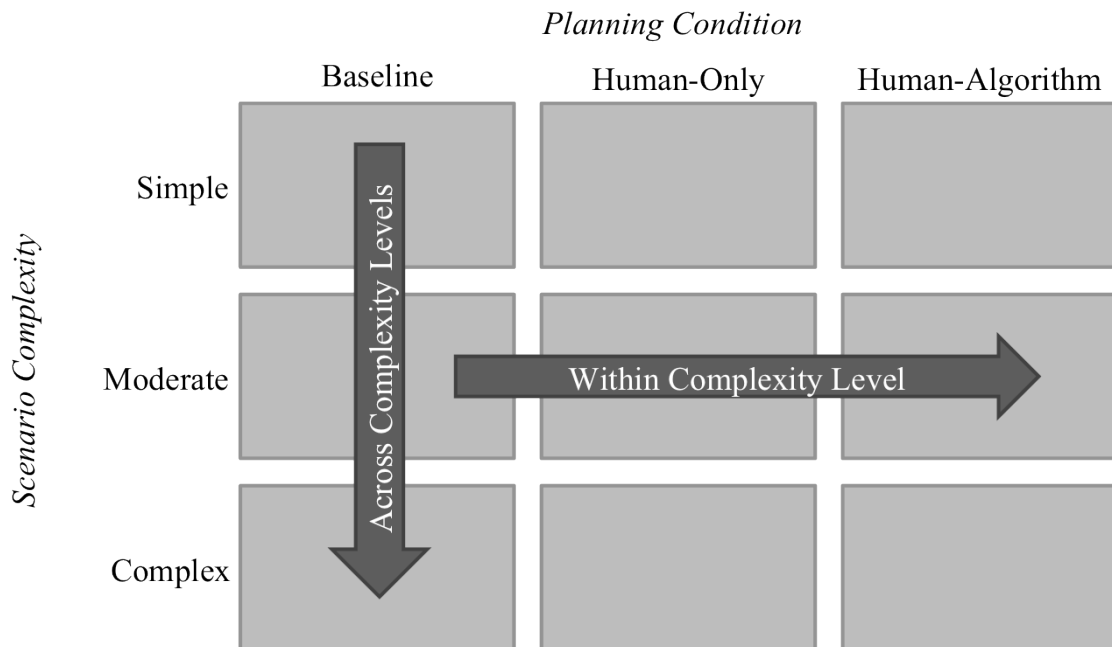 Planning Condition
Baseline
Human-Only
Human-Algorithm
Simple
Moderate
Complex
Scenario Complexity
Across Complexity Levels
Within Complexity Level